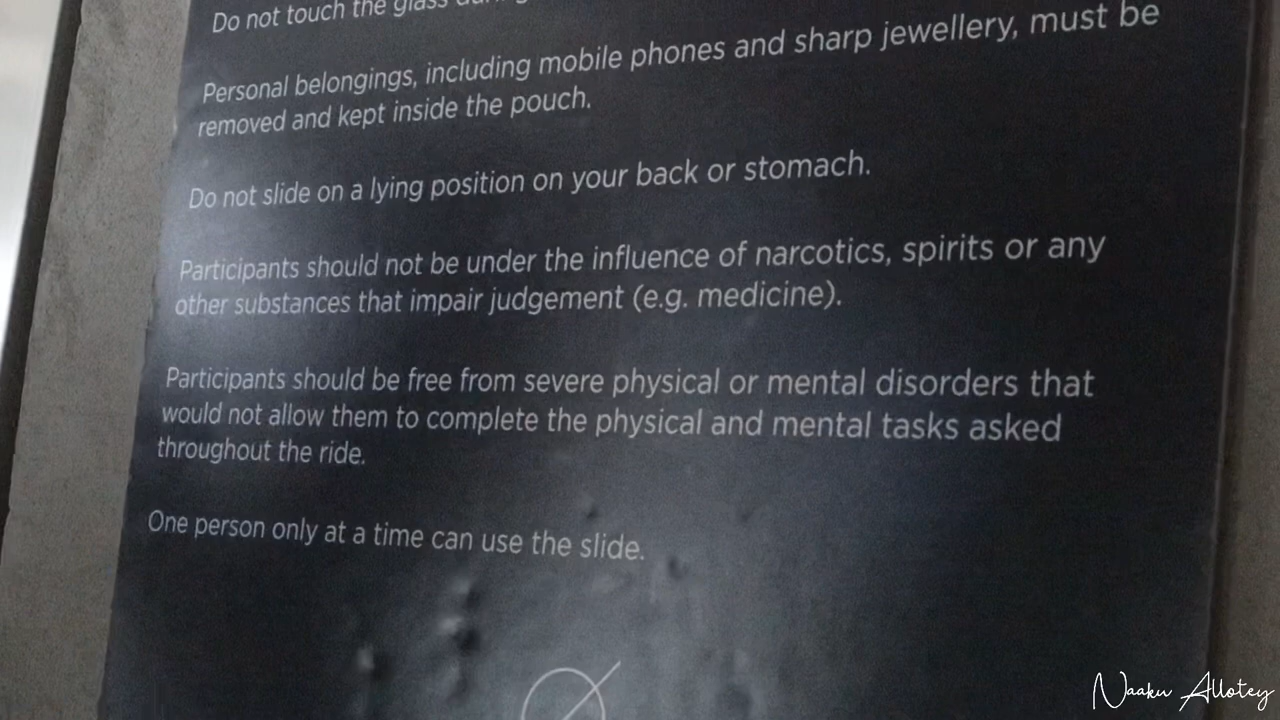 Do not touch the glass during
Personal belongings, including mobile phones and sharp jewellery, must be
removed and kept inside the pouch.
Do not slide on a lying position on your back or stomach.
Participants should not be under the influence of narcotics, spirits or any
other substances that impair judgement (e.g. medicine).
Participants should be free from severe physical or mental disorders that
would not allow them to complete the physical and mental tasks asked
throughout the ride.
One person only at a time can use the slide.
Naaku Allotey